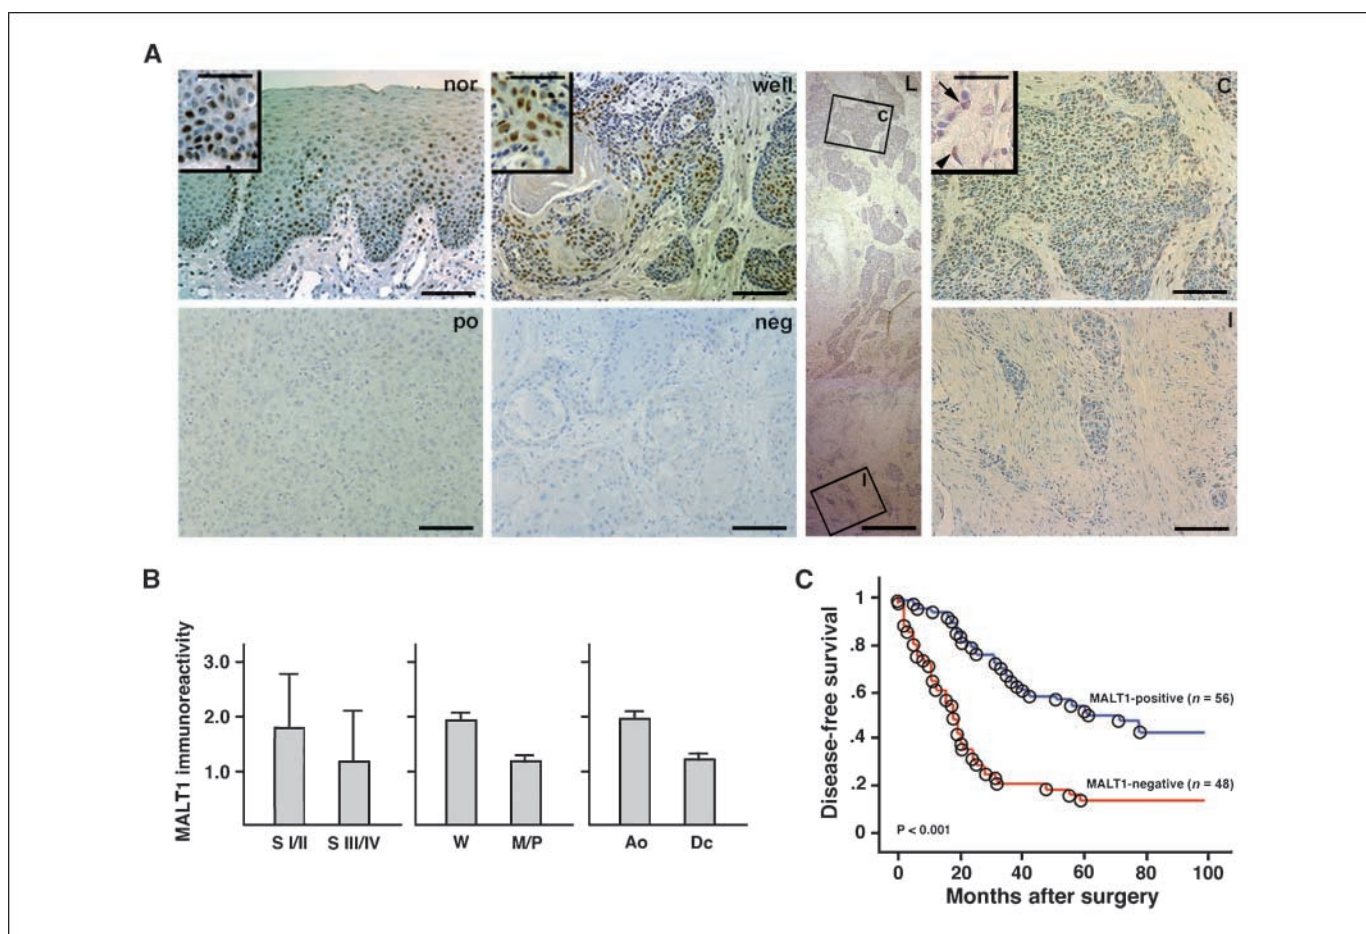 A
nor
well
L
C
C
po
neg
I
I
B
MALT1 immunoreactivity
3.0
2.0
1.0
S I/II
S III/IV
W
M/P
Ao
Dc
C
Disease-free survival
1
.8
.6
.4
.2
0
MALT1-positive (n = 56)
MALT1-negative (n = 48)
P < 0.001
0
20
40
60
80
100
Months after surgery